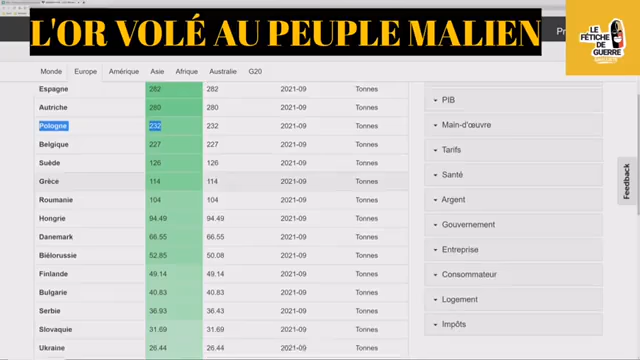 L'OR VOLÉ AU PEUPLE MALIEN
LE
FÉTICHE
DE
GUERRE
Monde Europe Amérique Asie Afrique Australie G20
Espagne 282 282 2021-09 Tonnes
Autriche 280 280 2021-09 Tonnes
Pologne 232 232 2021-09 Tonnes
Belgique 227 227 2021-09 Tonnes
Suède 126 126 2021-09 Tonnes
Grèce 114 114 2021-09 Tonnes
Roumanie 104 104 2021-09 Tonnes
Hongrie 94.49 94.49 2021-09 Tonnes
Danemark 66.55 66.55 2021-09 Tonnes
Biélorussie 52.85 50.08 2021-09 Tonnes
Finlande 49.14 49.14 2021-09 Tonnes
Bulgarie 40.83 40.83 2021-09 Tonnes
Serbie 36.93 36.43 2021-09 Tonnes
Slovaquie 31.69 31.69 2021-09 Tonnes
Ukraine 26.44 26.44 2021-09 Tonnes
PIB
Main-d'œuvre
Tarifs
Santé
Argent
Gouvernement
Entreprise
Consommateur
Logement
Impôts
Feedback